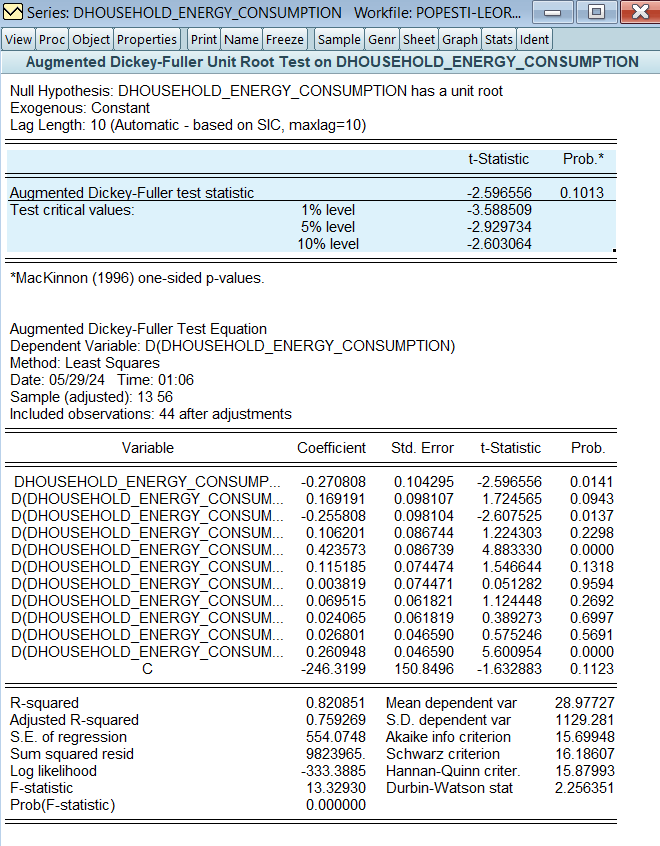 Series: DHOUSEHOLD_ENERGY_CONSUMPTION Workfile: POPESTI-LEOR...
View Proc Object Properties Print Name Freeze Sample Genr Sheet Graph Stats Ident
Augmented Dickey-Fuller Unit Root Test on DHOUSEHOLD_ENERGY_CONSUMPTION
Null Hypothesis: DHOUSEHOLD_ENERGY_CONSUMPTION has a unit root
Exogenous: Constant
Lag Length: 10 (Automatic - based on SIC, maxlag=10)
t-Statistic Prob.*
Augmented Dickey-Fuller test statistic -2.596556 0.1013
Test critical values: 1% level -3.588509
5% level -2.929734
10% level -2.603064
*MacKinnon (1996) one-sided p-values.
Augmented Dickey-Fuller Test Equation
Dependent Variable: D(DHOUSEHOLD_ENERGY_CONSUMPTION)
Method: Least Squares
Date: 05/29/24 Time: 01:06
Sample (adjusted): 13 56
Included observations: 44 after adjustments
Variable Coefficient Std. Error t-Statistic Prob.
DHOUSEHOLD_ENERGY_CONSUMP... -0.270808 0.104295 -2.596556 0.0141
D(DHOUSEHOLD_ENERGY_CONSUM... 0.169191 0.098107 1.724565 0.0943
D(DHOUSEHOLD_ENERGY_CONSUM... -0.255808 0.098104 -2.607525 0.0137
D(DHOUSEHOLD_ENERGY_CONSUM... 0.106201 0.086744 1.224303 0.2298
D(DHOUSEHOLD_ENERGY_CONSUM... 0.423573 0.086739 4.883330 0.0000
D(DHOUSEHOLD_ENERGY_CONSUM... 0.115185 0.074474 1.546644 0.1318
D(DHOUSEHOLD_ENERGY_CONSUM... 0.003819 0.074471 0.051282 0.9594
D(DHOUSEHOLD_ENERGY_CONSUM... 0.069515 0.061821 1.124448 0.2692
D(DHOUSEHOLD_ENERGY_CONSUM... 0.024065 0.061819 0.389273 0.6997
D(DHOUSEHOLD_ENERGY_CONSUM... 0.026801 0.046590 0.575246 0.5691
D(DHOUSEHOLD_ENERGY_CONSUM... 0.260948 0.046590 5.600954 0.0000
C -246.3199 150.8496 -1.632883 0.1123
R-squared 0.820851 Mean dependent var 28.97727
Adjusted R-squared 0.759269 S.D. dependent var 1129.281
S.E. of regression 554.0748 Akaike info criterion 15.69948
Sum squared resid 9823965. Schwarz criterion 16.18607
Log likelihood -333.3885 Hannan-Quinn criter. 15.87993
F-statistic 13.32930 Durbin-Watson stat 2.256351
Prob(F-statistic) 0.000000